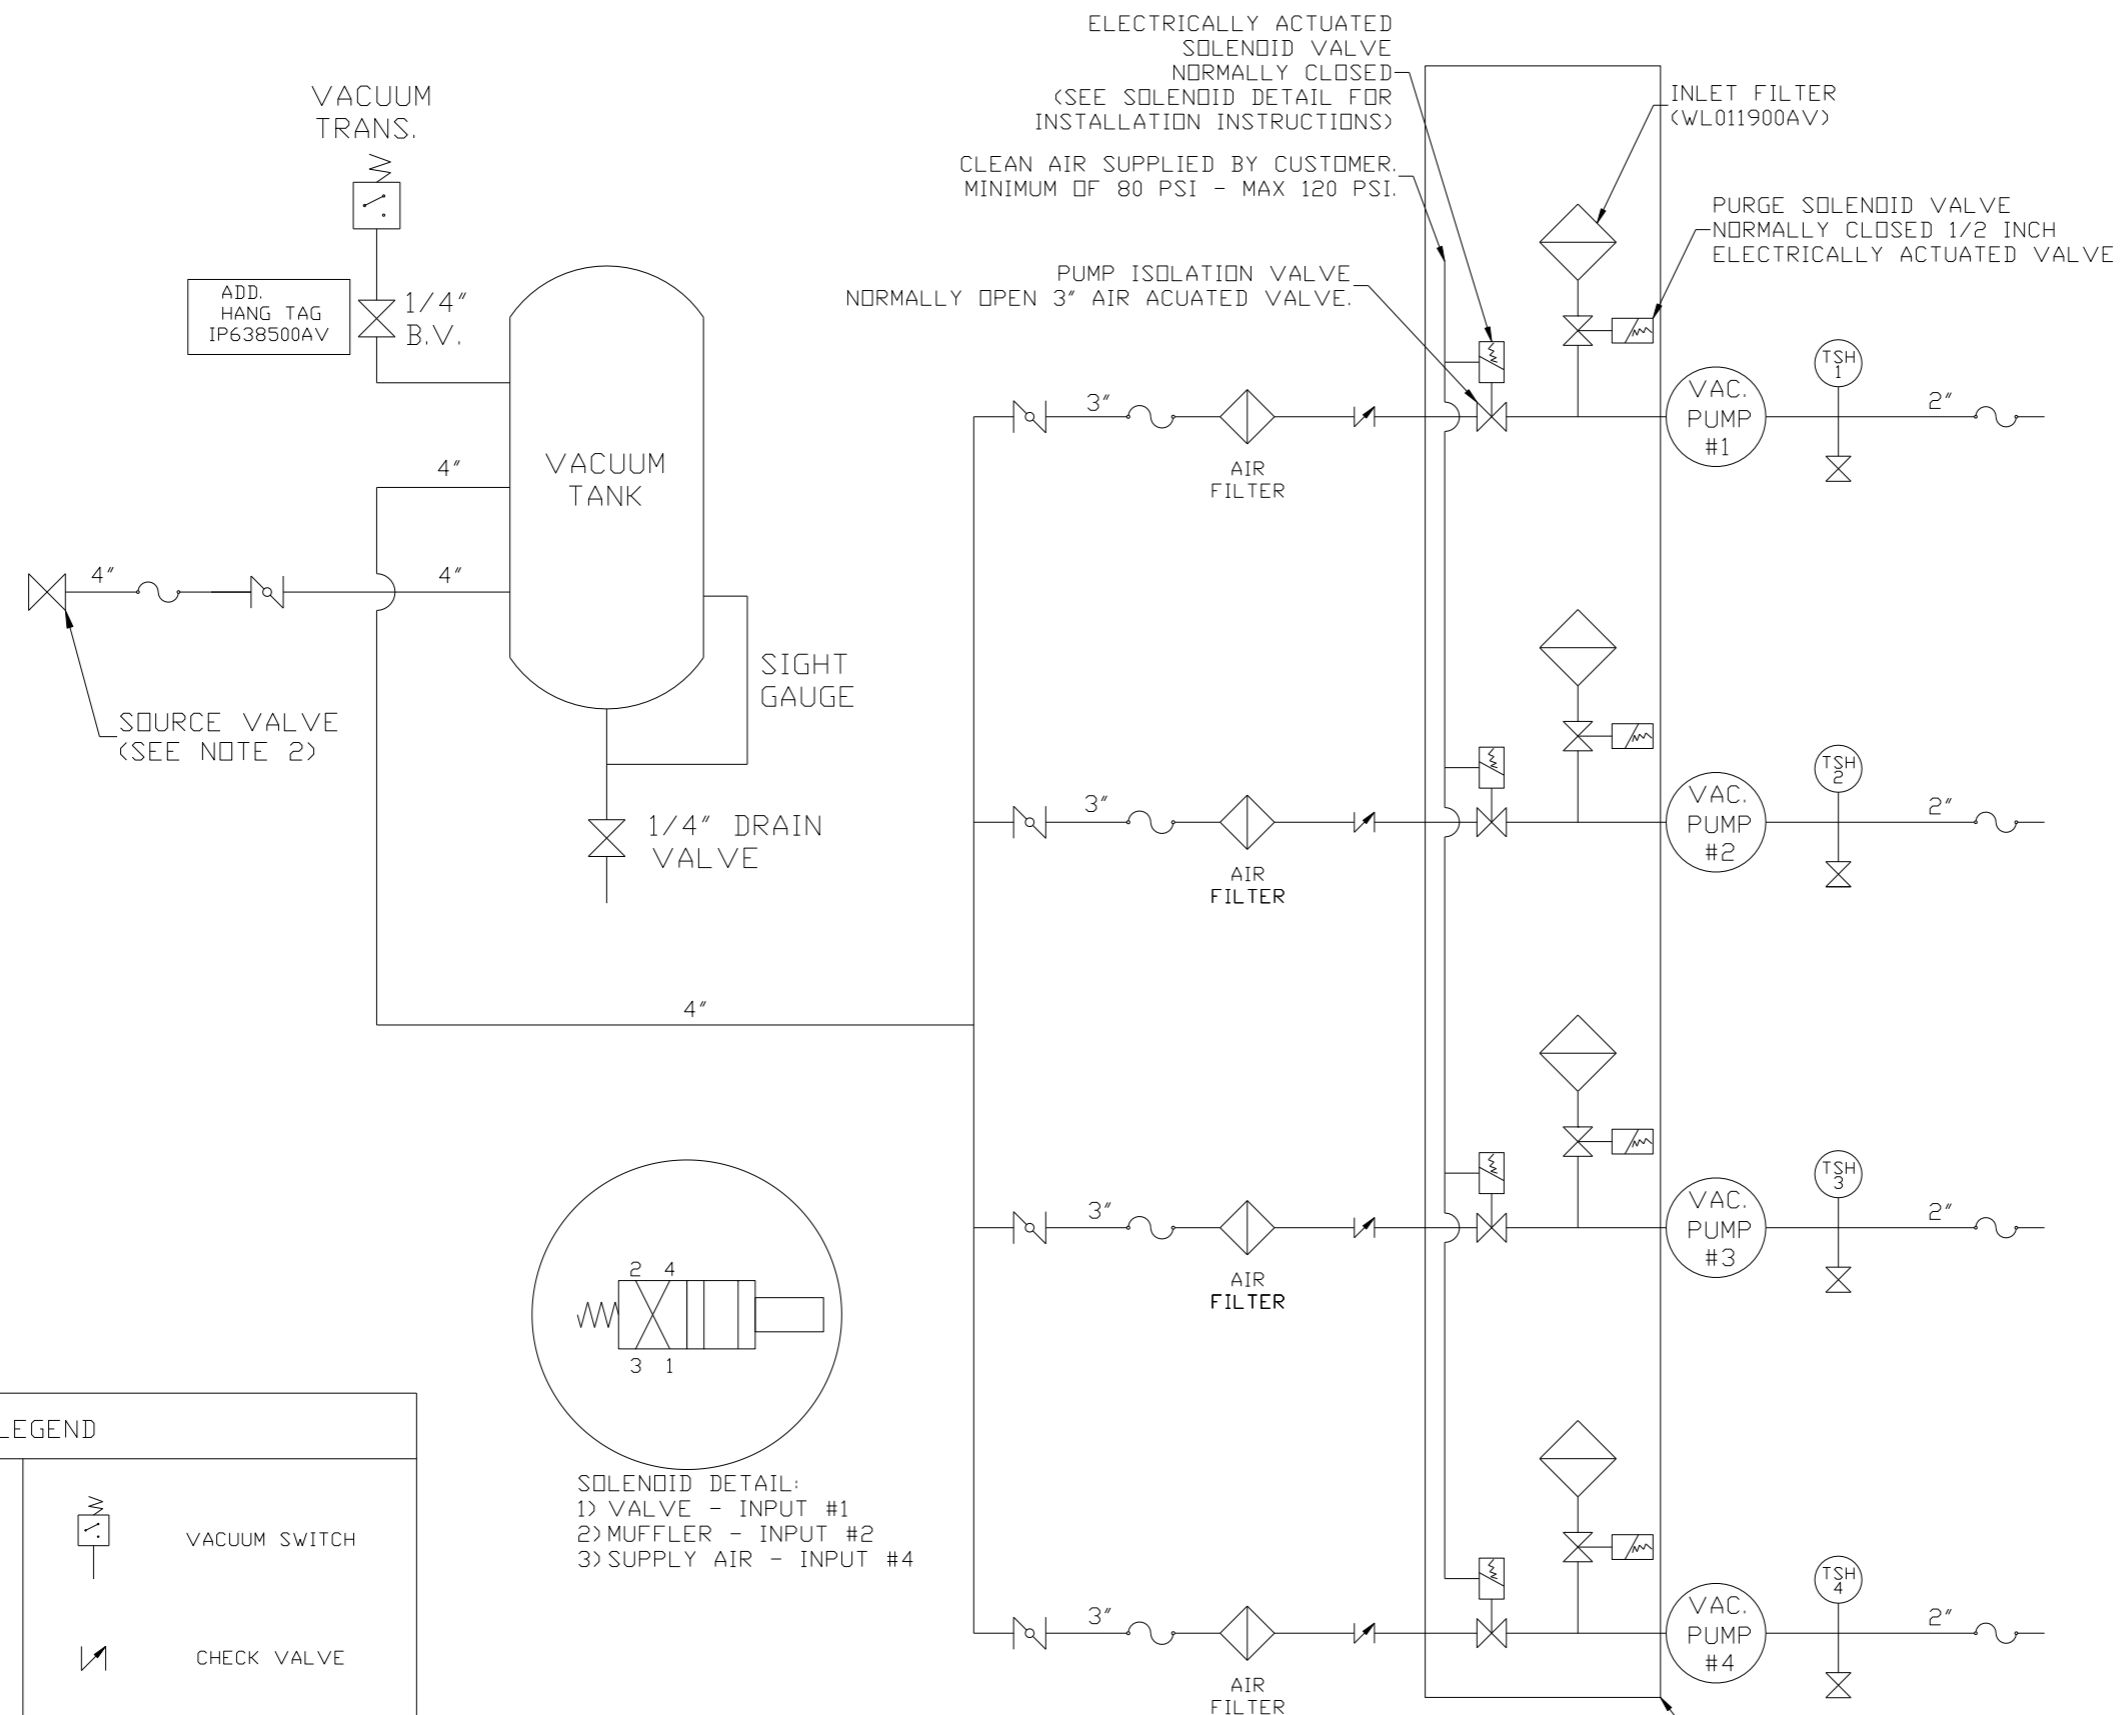 ELECTRICALLY ACTUATED
SOLENOID VALVE
NORMALLY CLOSED
(SEE SOLENOID DETAIL FOR
INSTALLATION INSTRUCTIONS)
CLEAN AIR SUPPLIED BY CUSTOMER.
MINIMUM OF 80 PSI - MAX 120 PSI.
PUMP ISOLATION VALVE
NORMALLY OPEN 3" AIR ACUATED VALVE.
INLET FILTER
(WL011900AV)
PURGE SOLENOID VALVE
NORMALLY CLOSED 1/2 INCH
ELECTRICALLY ACTUATED VALVE
VACUUM
TRANS.
ADD.
HANG TAG
IP638500AV
1/4"
B.V.
VACUUM
TANK
4"
4"
4"
SOURCE VALVE
(SEE NOTE 2)
SIGHT
GAUGE
1/4" DRAIN
VALVE
4"
3"
AIR
FILTER
VAC.
PUMP
#1
TSH
1
2"
3"
AIR
FILTER
VAC.
PUMP
#2
TSH
2
2"
3"
AIR
FILTER
VAC.
PUMP
#3
TSH
3
2"
3"
AIR
FILTER
VAC.
PUMP
#4
TSH
4
2"
2 4
3 1
SOLENOID DETAIL:
1) VALVE - INPUT #1
2) MUFFLER - INPUT #2
3) SUPPLY AIR - INPUT #4
LEGEND
VACUUM SWITCH
CHECK VALVE